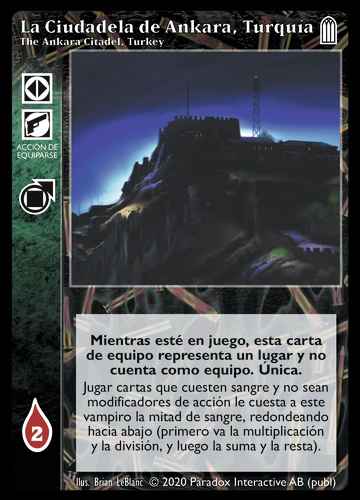 La Ciudadela de Ankara, Turquía
The Ankara Citadel, Turkey
ACCIÓN DE
EQUIPARSE
Mientras esté en juego, esta carta
de equipo representa un lugar y no
cuenta como equipo. Única.
Jugar cartas que cuesten sangre y no sean
modificadores de acción le cuesta a este
vampiro la mitad de sangre, redondeando
hacia abajo (primero va la multiplicación
y la división, y luego la suma y la resta).
2
Ilus. Brian LeBlanc © 2020 Paradox Interactive AB (publ)